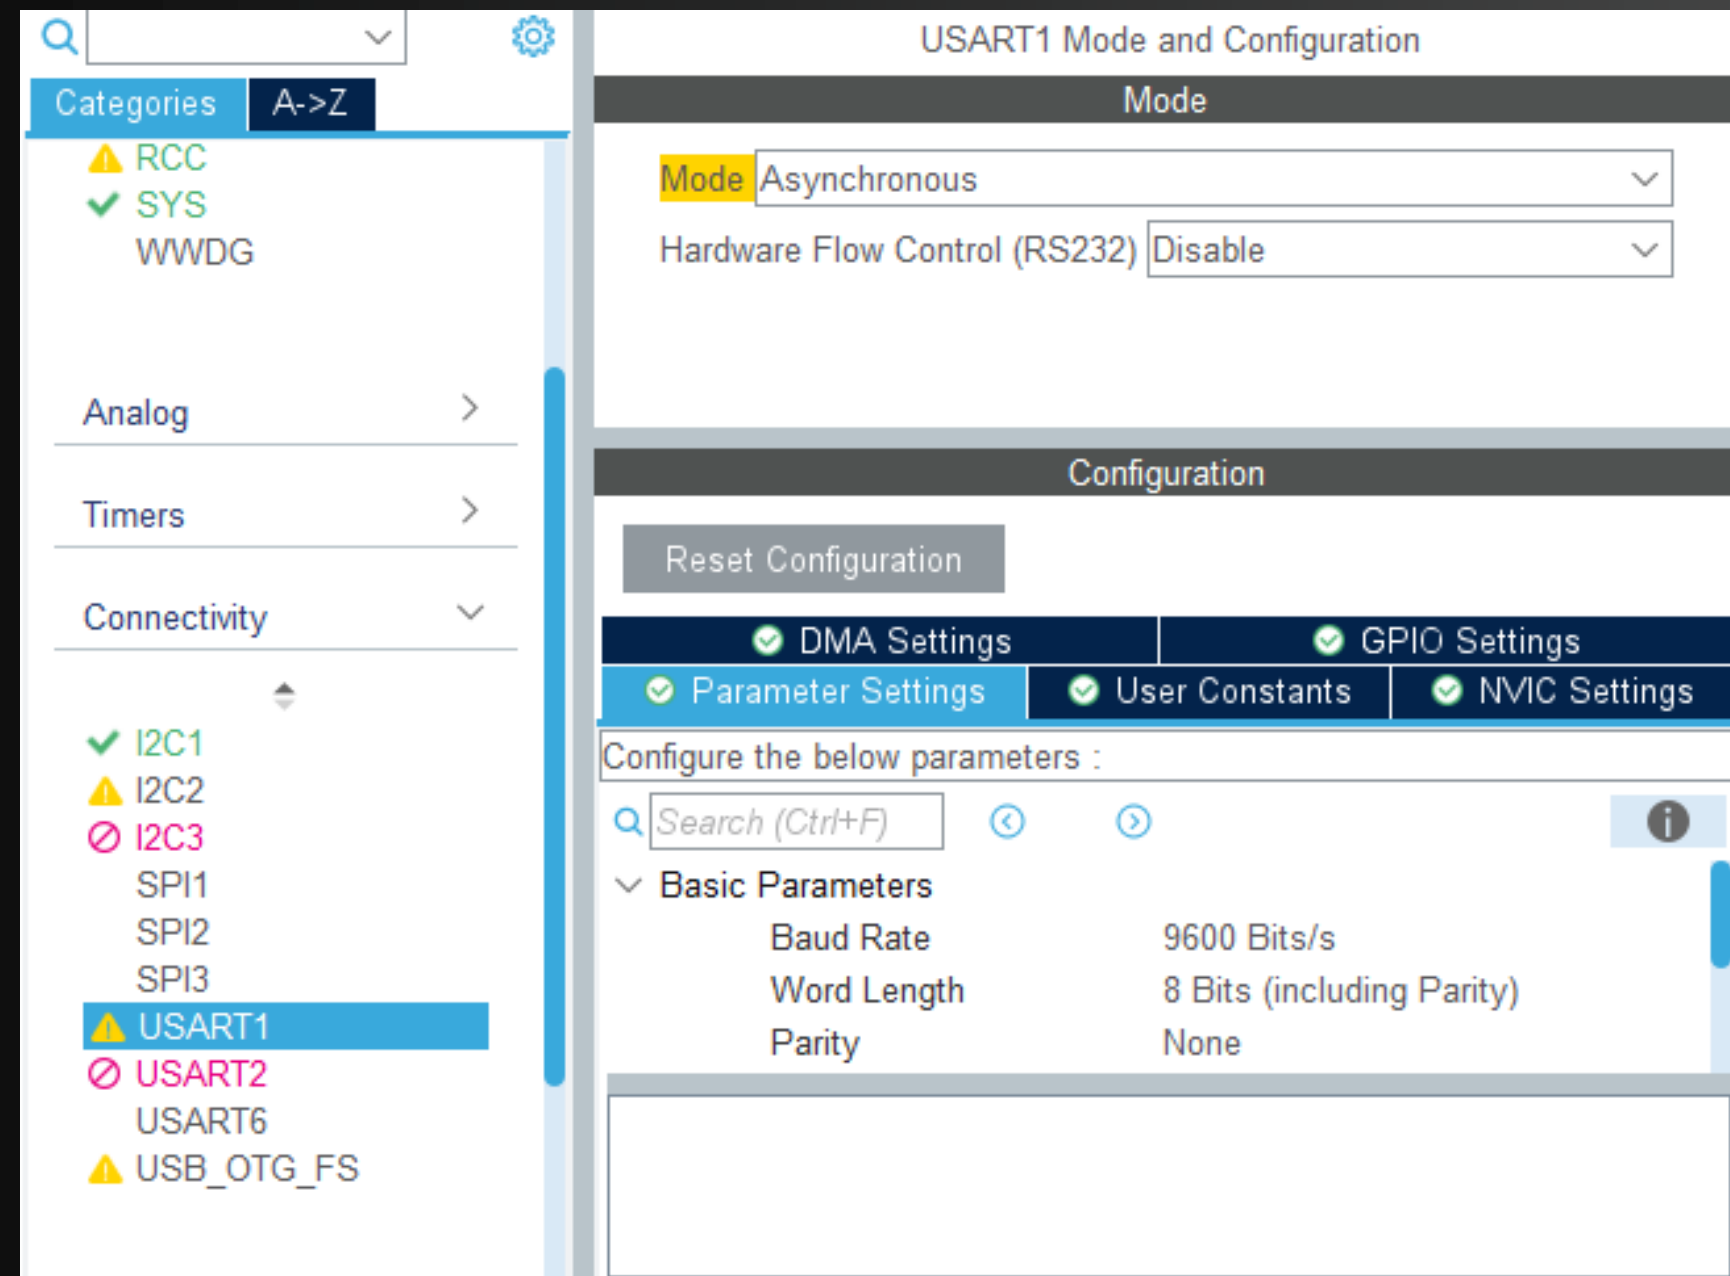 Categories
A->Z
RCC
SYS
WWDG
Analog
Timers
Connectivity
I2C1
I2C2
I2C3
SPI1
SPI2
SPI3
USART1
USART2
USART6
USB_OTG_FS
USART1 Mode and Configuration
Mode
Mode Asynchronous
Hardware Flow Control (RS232) Disable
Configuration
Reset Configuration
DMA Settings
GPIO Settings
Parameter Settings
User Constants
NVIC Settings
Configure the below parameters :
Search (Ctrl+F)
Basic Parameters
Baud Rate 9600 Bits/s
Word Length 8 Bits (including Parity)
Parity None